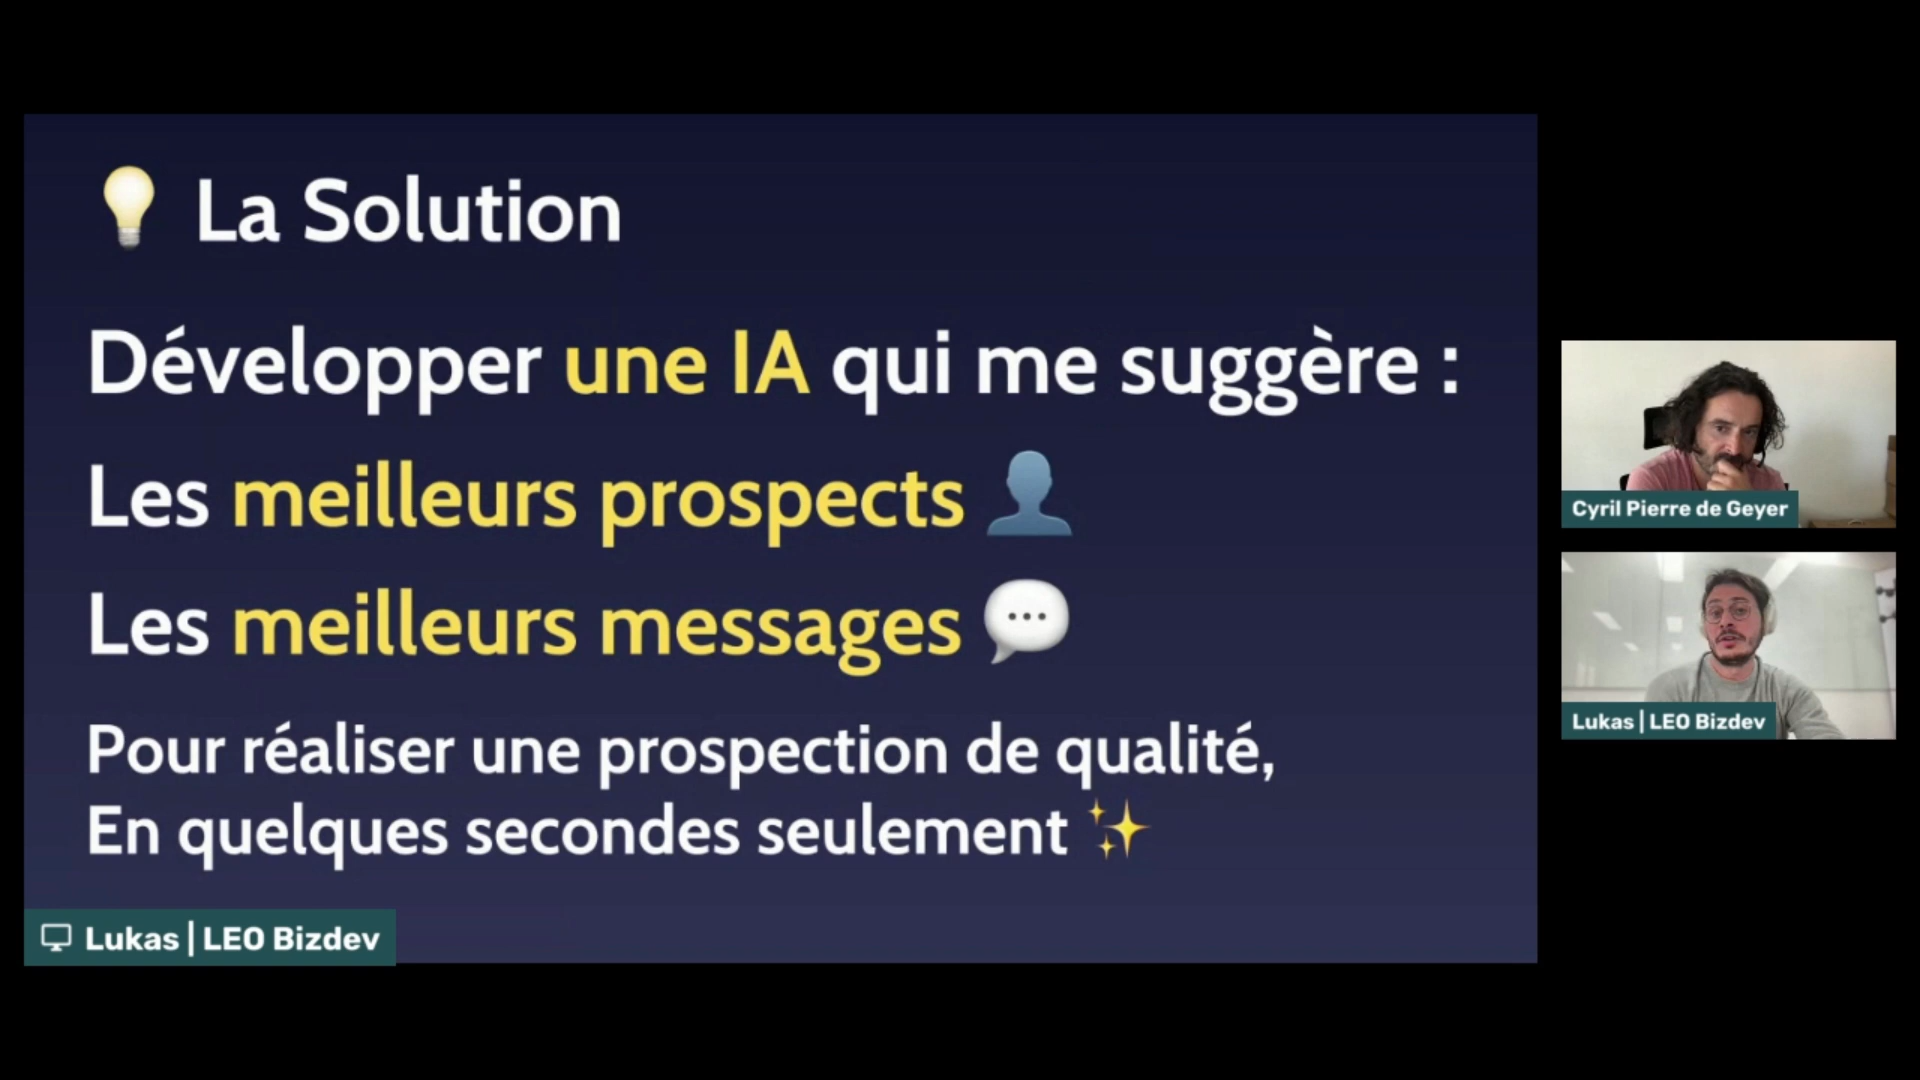 La Solution
Développer une IA qui me suggère :
Les meilleurs prospects
Les meilleurs messages
Pour réaliser une prospection de qualité,
En quelques secondes seulement
Lukas | LEO Bizdev
Cyril Pierre de Geyer
Lukas | LEO Bizdev